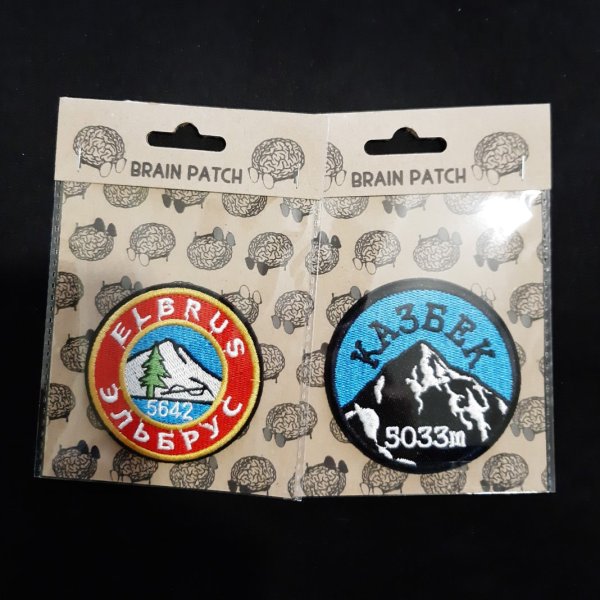 BRAIN PATCH
ELBRUS
5642
ЭЛЬБРУС
BRAIN PATCH
КАЗБЕК
5033m